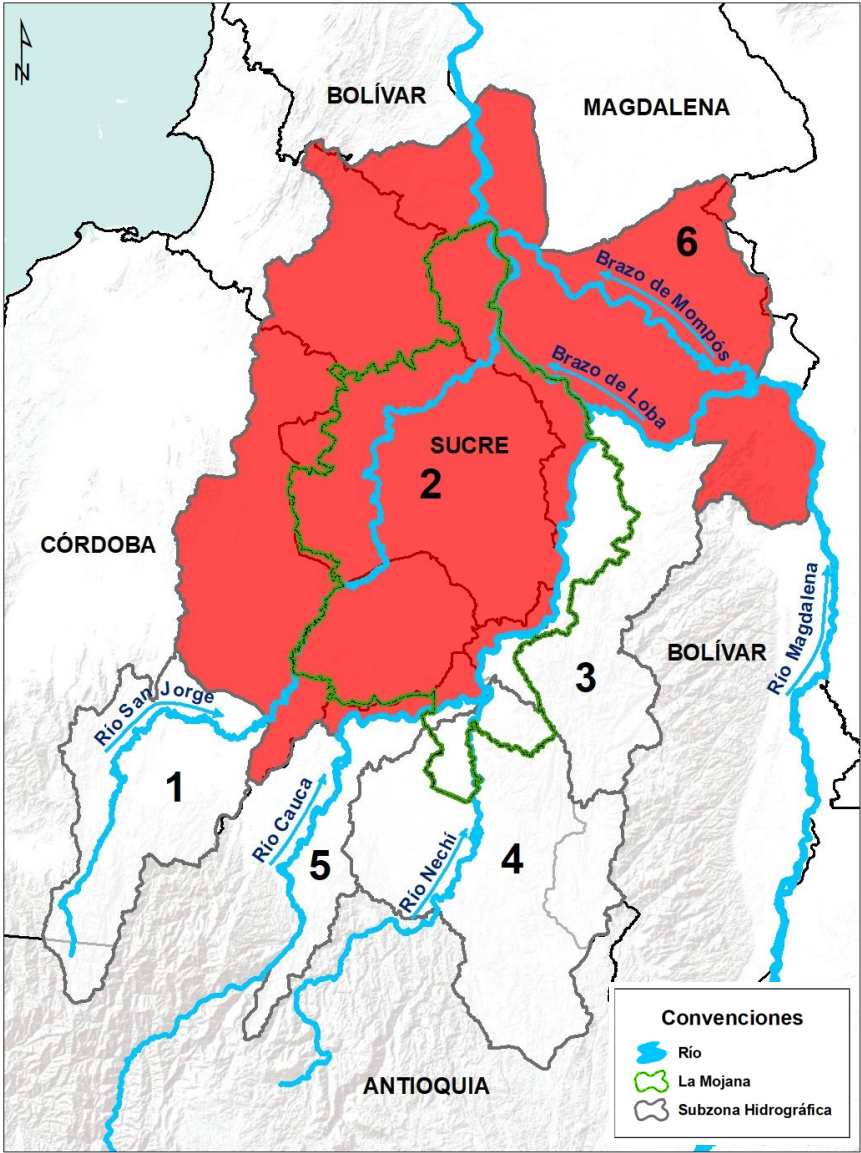 N
BOLÍVAR
MAGDALENA
6
Brazo de Mompós
Brazo de Loba
SUCRE
2
CÓRDOBA
Río Magdalena
BOLÍVAR
3
Río San Jorge
1
Río Cauca
5
Río Nechí
4
ANTIOQUIA
Convenciones
Río
La Mojana
Subzona Hidrográfica